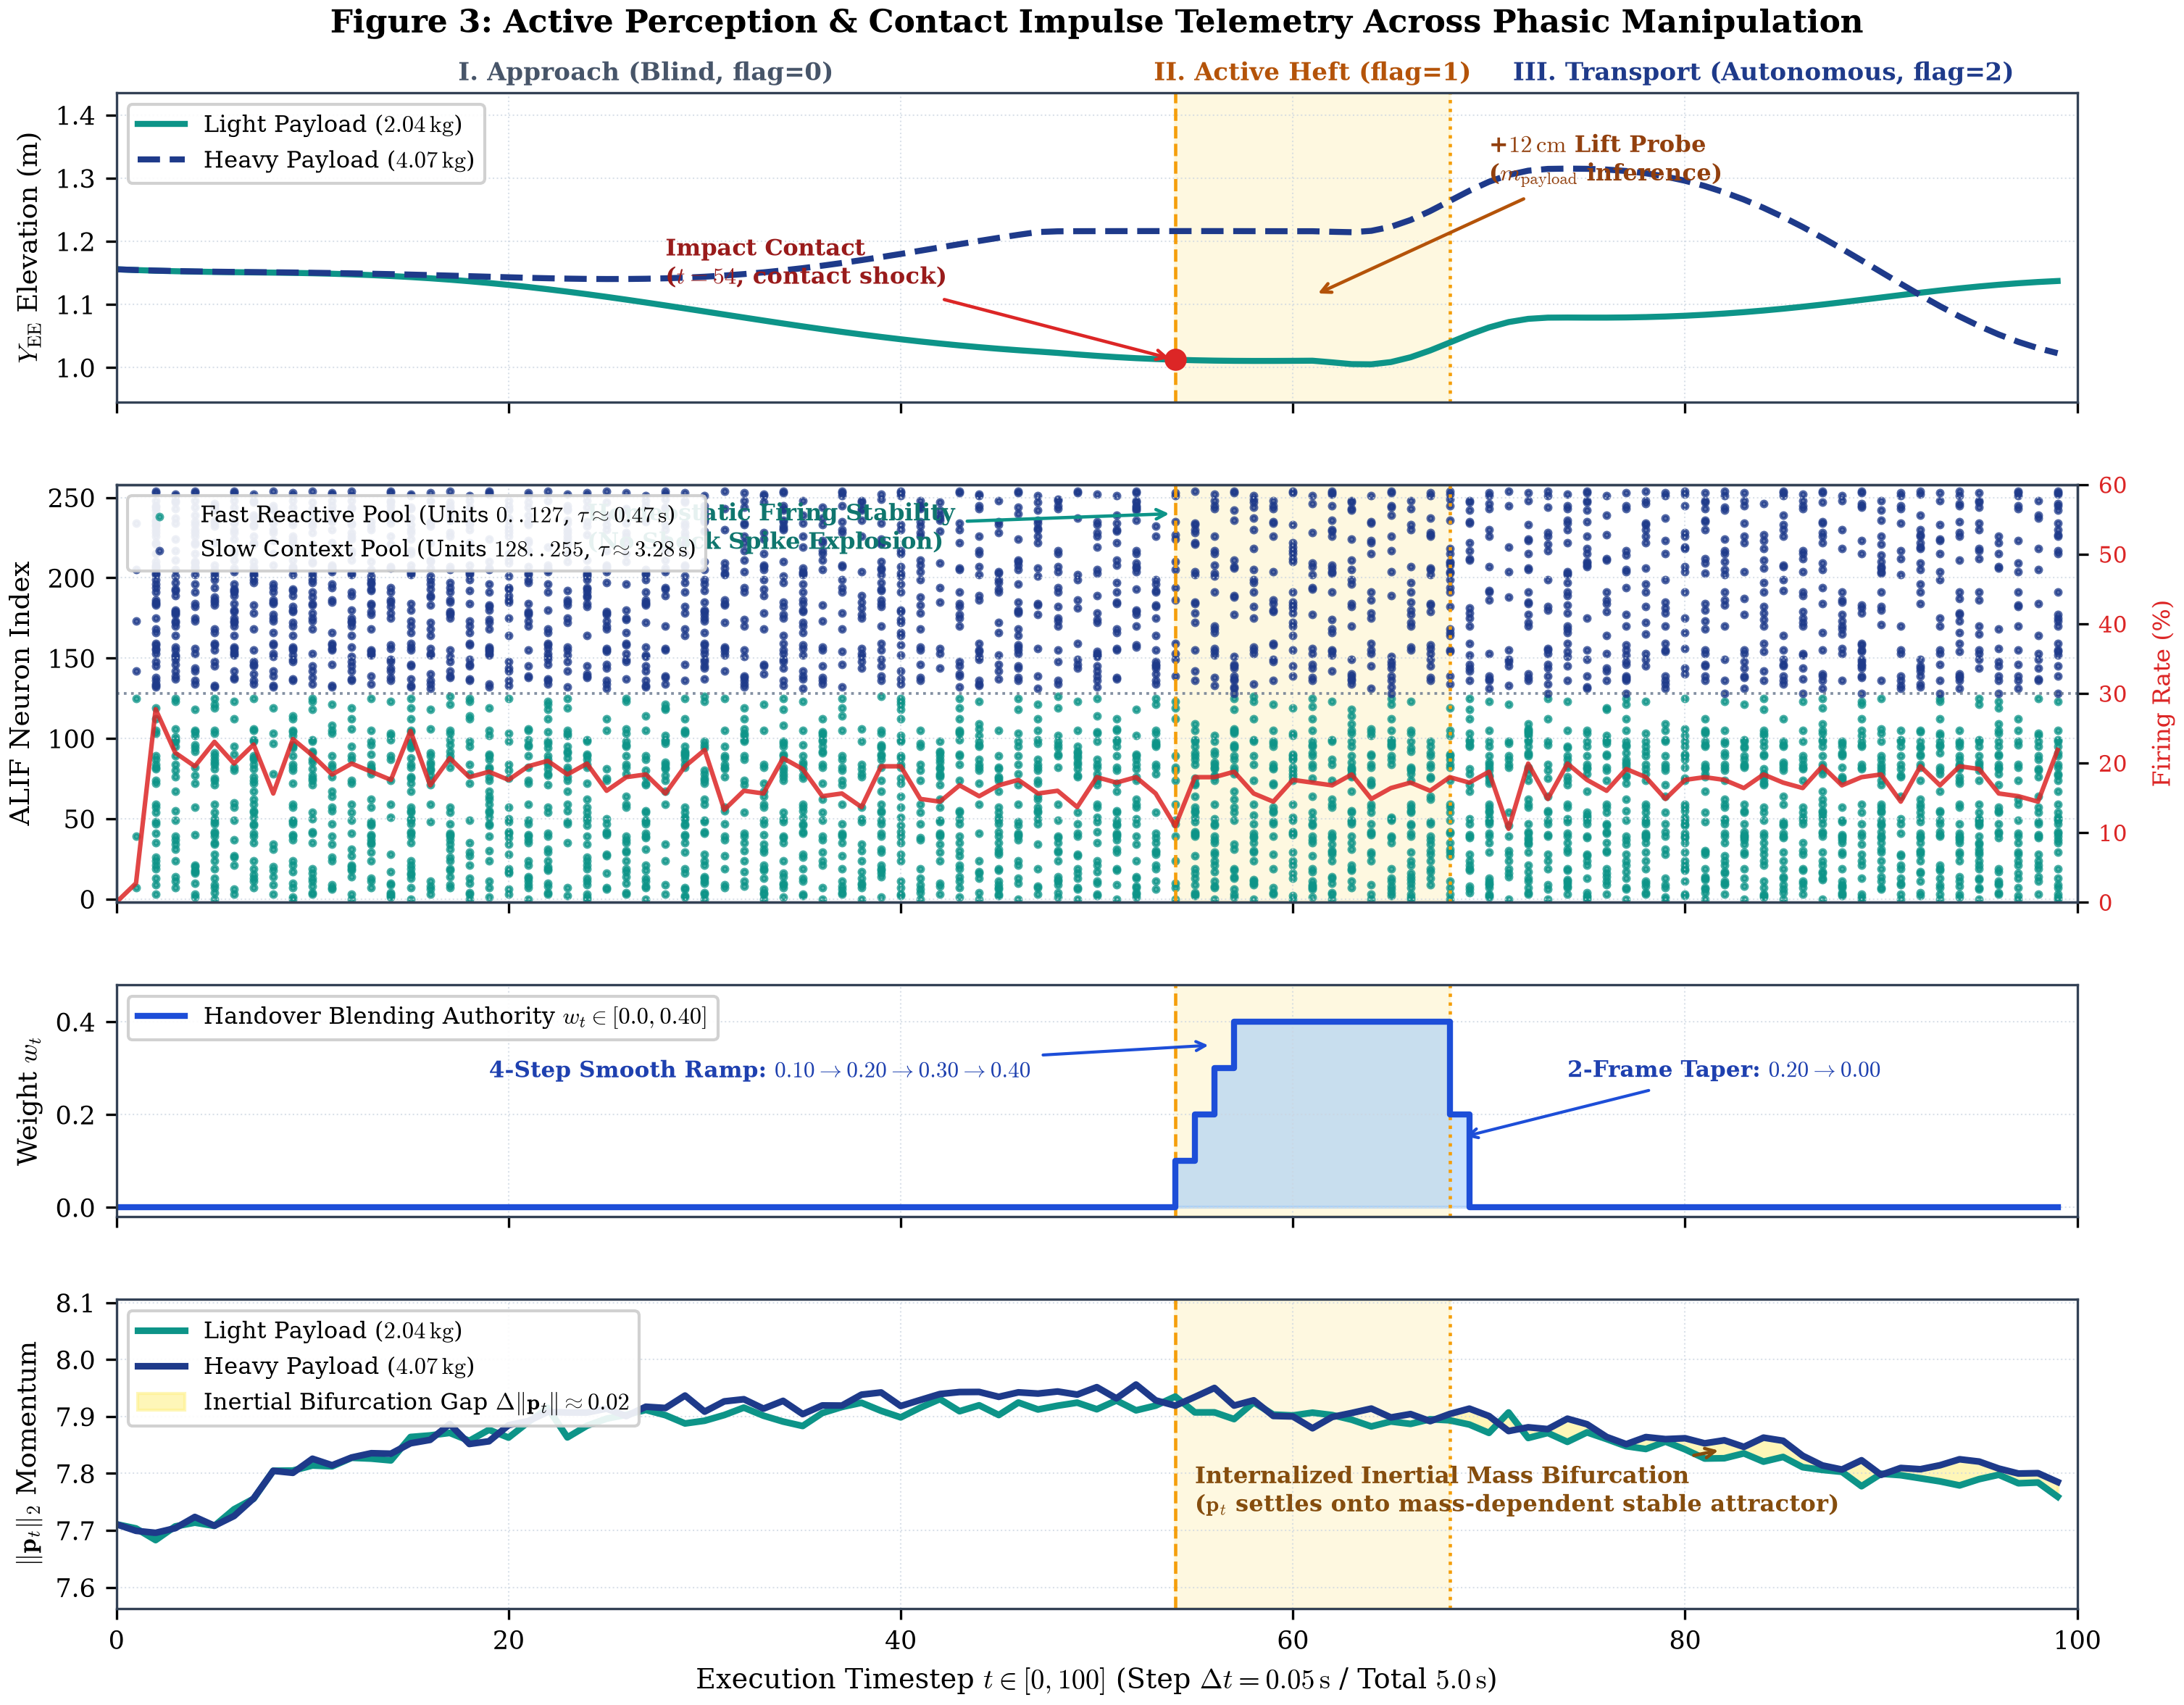 Figure 3: Active Perception & Contact Impulse Telemetry Across Phasic Manipulation
I. Approach (Blind, flag=0)
II. Active Heft (flag=1)
III. Transport (Autonomous, flag=2)
Y_EE Elevation (m)
1.4
1.3
1.2
1.1
1.0
Light Payload (2.04 kg)
Heavy Payload (4.07 kg)
Impact Contact
(t = 54, contact shock)
+12 cm Lift Probe
(m_payload inference)
ALIF Neuron Index
250
200
150
100
50
0
Fast Reactive Pool (Units 0..127, τ ≈ 0.47 s)
Slow Context Pool (Units 128..255, τ ≈ 3.28 s)
Firing Stability
Spike Explosion)
60
50
40
30
20
10
0
Firing Rate (%)
Weight w_t
0.4
0.2
0.0
Handover Blending Authority w_t ∈ [0.0, 0.40]
4-Step Smooth Ramp: 0.10 → 0.20 → 0.30 → 0.40
2-Frame Taper: 0.20 → 0.00
||p_t||_2 Momentum
8.1
8.0
7.9
7.8
7.7
7.6
Light Payload (2.04 kg)
Heavy Payload (4.07 kg)
Inertial Bifurcation Gap Δ||p_t|| ≈ 0.02
Internalized Inertial Mass Bifurcation
(p_t settles onto mass-dependent stable attractor)
0
20
40
60
80
100
Execution Timestep t ∈ [0, 100] (Step Δt = 0.05 s / Total 5.0 s)